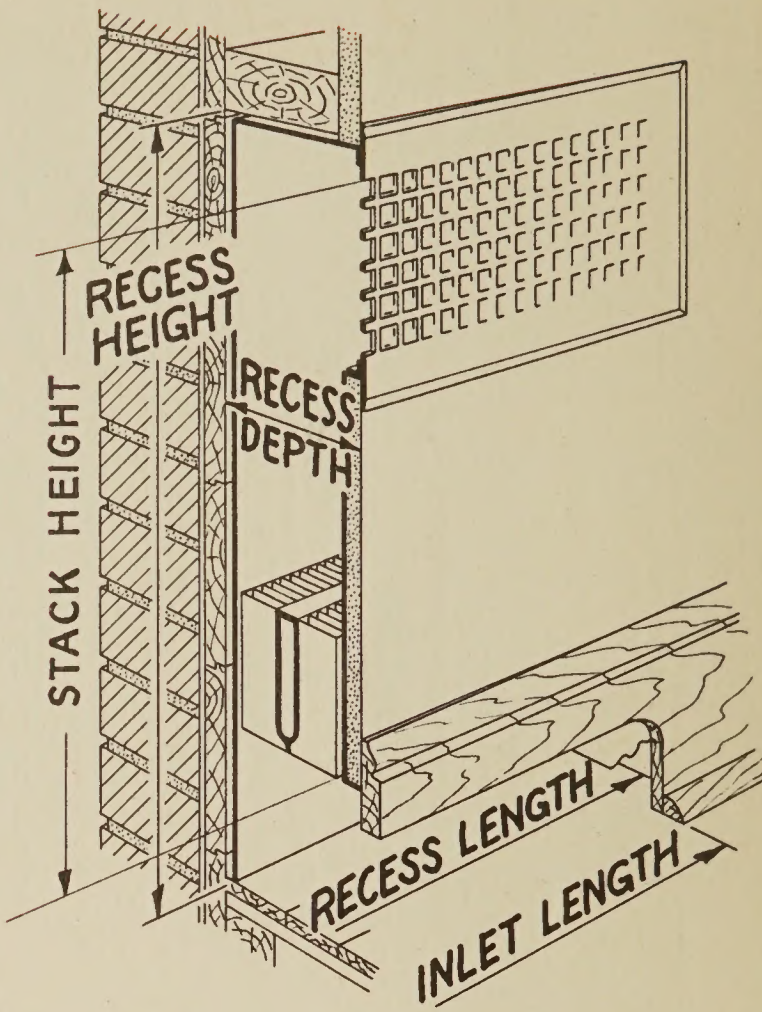 RECESS
HEIGHT
RECESS
DEPTH
STACK HEIGHT
RECESS LENGTH
INLET LENGTH